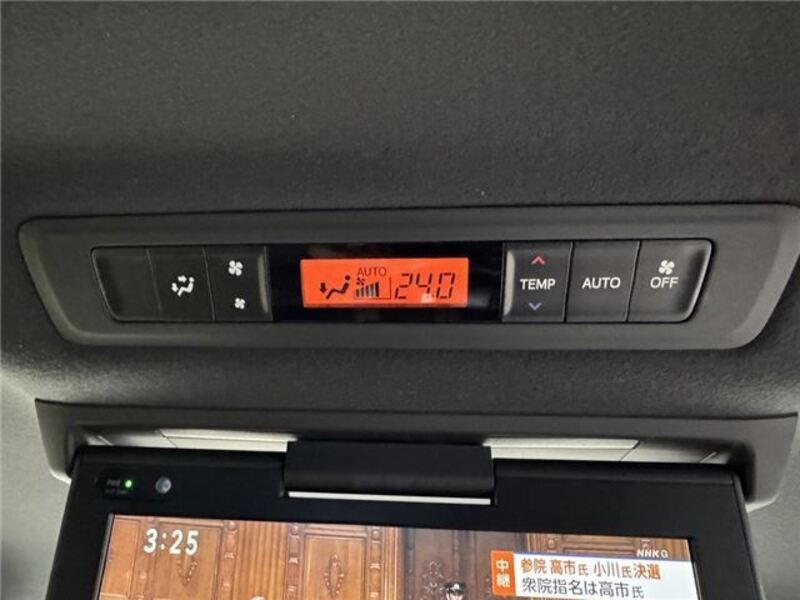 AUTO
24.0
TEMP
AUTO
OFF
3:25
NHK G
中継
参院 高市氏 小川氏 決選
衆院指名は高市氏